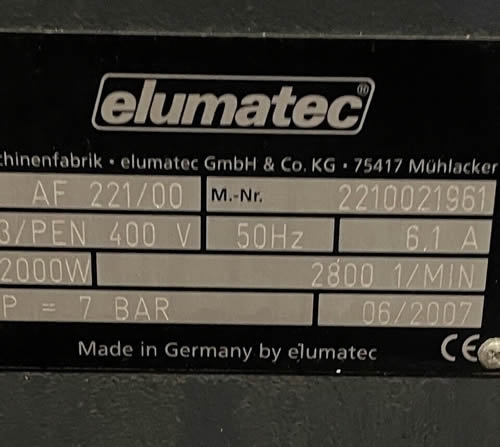 elumatec®
chinenfabrik • elumatec GmbH & Co. KG • 75417 Mühlacker
AF 221/00 M.-Nr. 2210021961
3/PEN 400 V 50Hz 6,1 A
2000W 2800 1/MIN
P = 7 BAR 06/2007
Made in Germany by elumatec CE